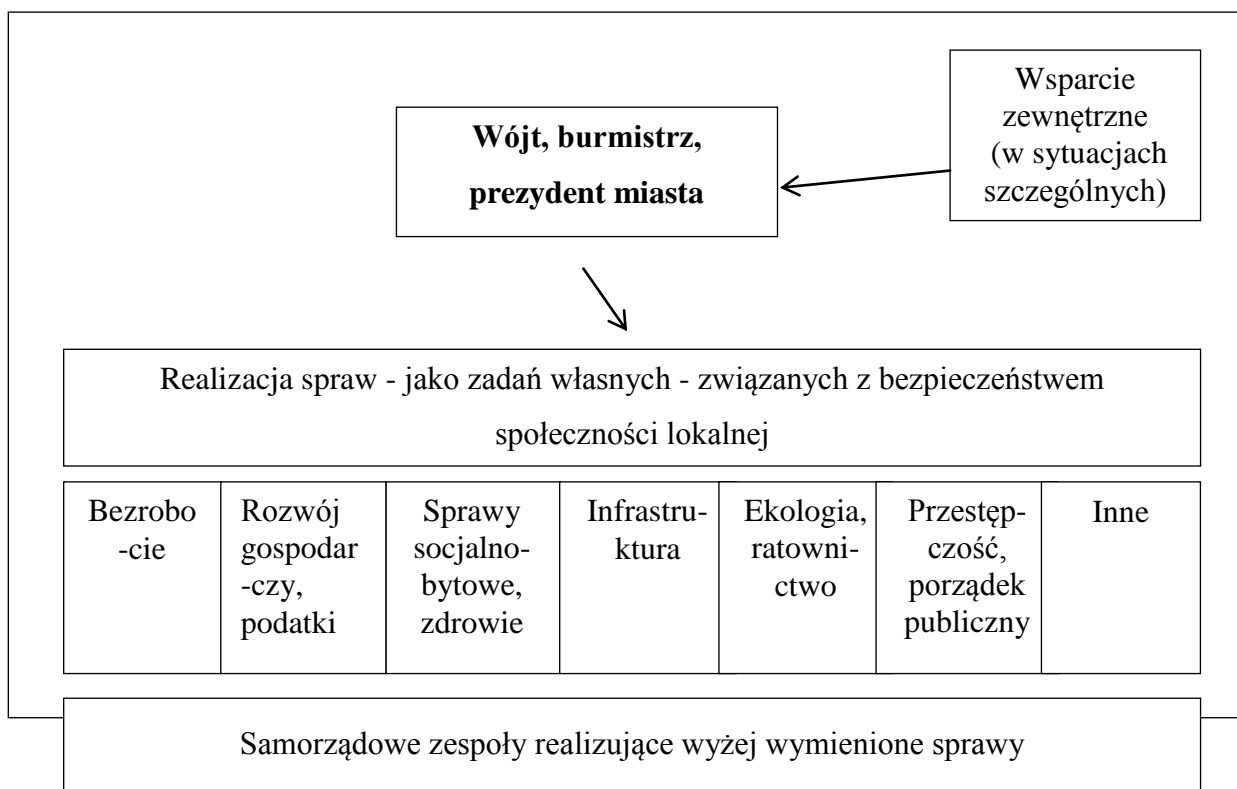 Wsparcie
zewnętrzne
(w sytuacjach
szczególnych)
Wójt, burmistrz,
prezydent miasta
Realizacja spraw - jako zadań własnych - związanych z bezpieczeństwem
społeczności lokalnej
Bezrobo
-cie
Rozwój
gospodar
-czy,
podatki
Sprawy
socjalno-
bytowe,
zdrowie
Infrastru-
ktura
Ekologia,
ratowni-
ctwo
Przestęp-
czość,
porządek
publiczny
Inne
Samorządowe zespoły realizujące wyżej wymienione sprawy